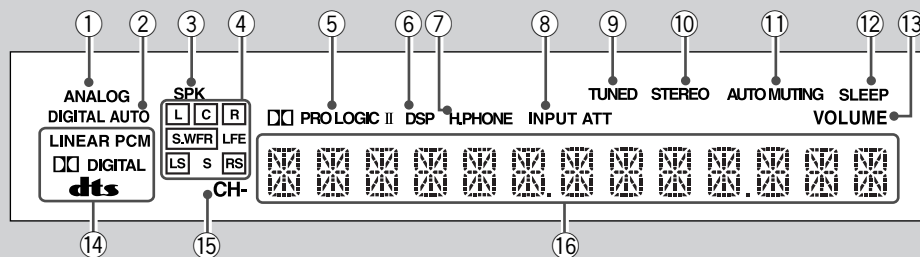 ① ② ③ ④ ⑤ ⑥ ⑦ ⑧ ⑨ ⑩ ⑪ ⑫ ⑬
ANALOG SPK TUNED STEREO AUTO MUTING SLEEP
DIGITAL AUTO L C R PRO LOGIC II DSP H.PHONE INPUT ATT VOLUME
LINEAR PCM S.WFR LFE
DIGITAL LS S RS
dts CH-
⑭ ⑮ ⑯